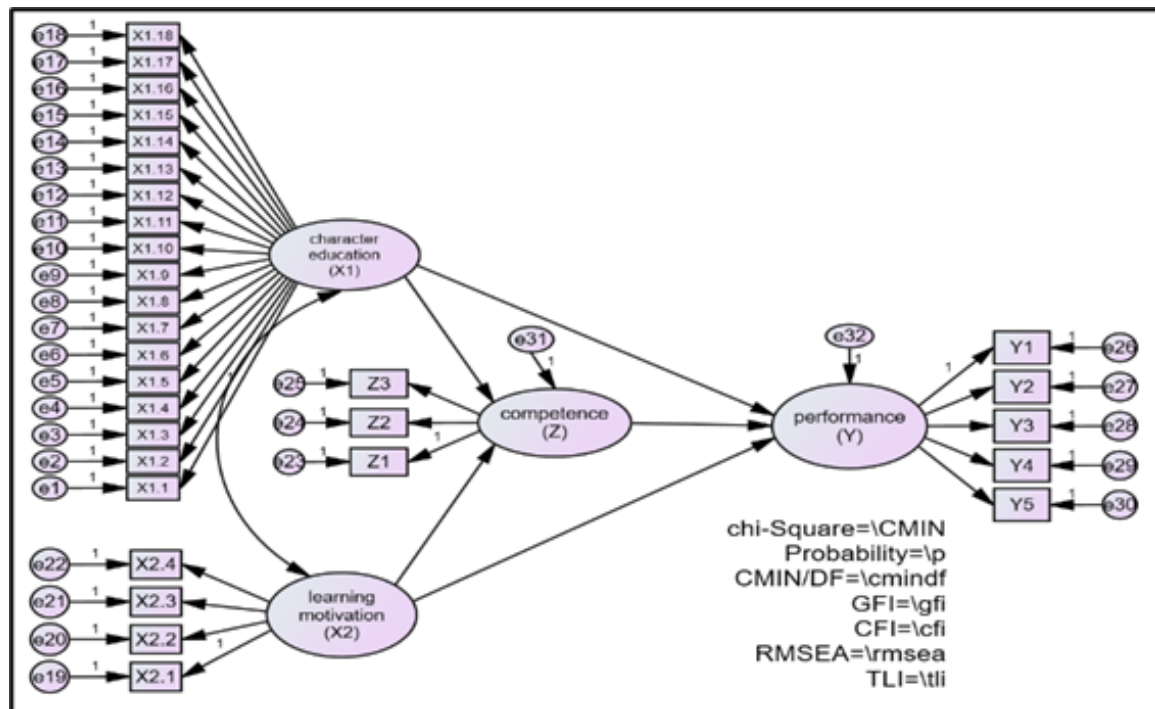 e18 1 X1.18
e17 1 X1.17
e16 1 X1.16
e15 1 X1.15
e14 1 X1.14
e13 1 X1.13
e12 1 X1.12
e11 1 X1.11
e10 1 X1.10
e9 1 X1.9
e8 1 X1.8
e7 1 X1.7
e6 1 X1.6
e5 1 X1.5
e4 1 X1.4
e3 1 X1.3
e2 1 X1.2
e1 1 X1.1
1
character
education
(X1)
e31
1
e25 1 Z3
e24 1 Z2
e23 1 Z1
1
competence
(Z)
e32
1
performance
(Y)
1
Y1 1 e26
Y2 1 e27
Y3 1 e28
Y4 1 e29
Y5 1 e30
e22 1 X2.4
e21 1 X2.3
e20 1 X2.2
e19 1 X2.1
1
learning
motivation
(X2)
chi-Square=\CMIN
Probability=\p
CMIN/DF=\cmindf
GFI=\gfi
CFI=\cfi
RMSEA=\rmsea
TLI=\tli